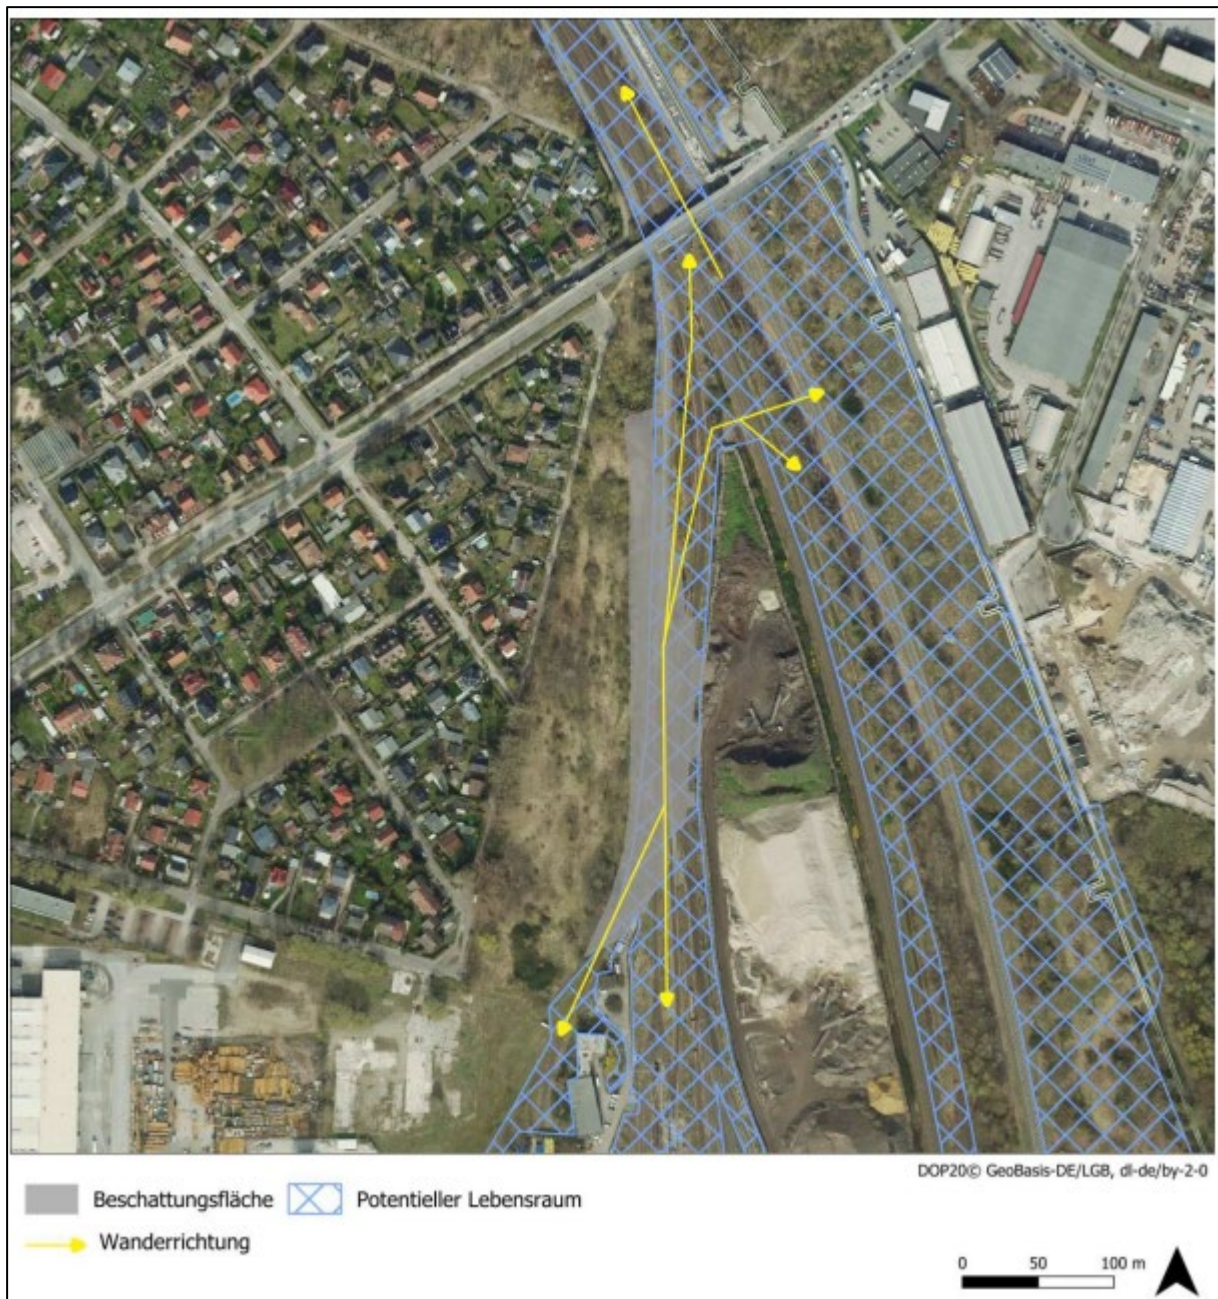 DOP20© GeoBasis-DE/LGB, dl-de/by-2-0
Beschattungsfläche
Potentieller Lebensraum
Wanderrichtung
0 50 100 m